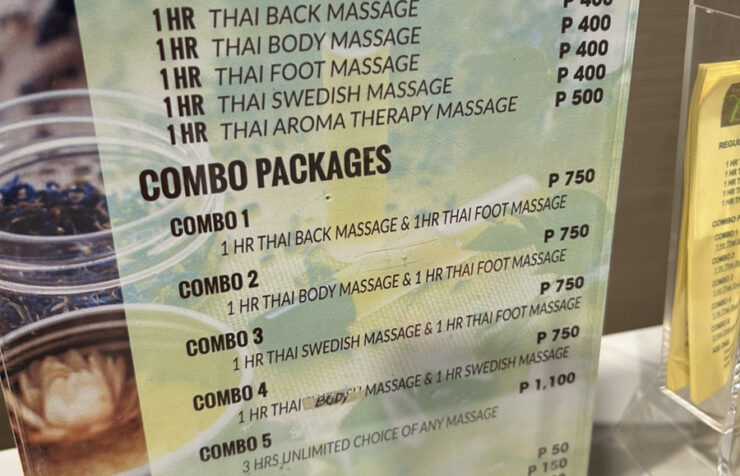 1 HR THAI BACK MASSAGE P 400
1 HR THAI BODY MASSAGE P 400
1 HR THAI FOOT MASSAGE P 400
1 HR THAI SWEDISH MASSAGE P 400
1 HR THAI AROMA THERAPY MASSAGE P 500
COMBO PACKAGES
COMBO 1 P 750
1 HR THAI BACK MASSAGE & 1HR THAI FOOT MASSAGE
COMBO 2 P 750
1 HR THAI BODY MASSAGE & 1 HR THAI FOOT MASSAGE
COMBO 3 P 750
1 HR THAI SWEDISH MASSAGE & 1 HR THAI FOOT MASSAGE
COMBO 4 P 750
1 HR THAI BODY MASSAGE & 1 HR SWEDISH MASSAGE
COMBO 5 P 1,100
3 HRS UNLIMITED CHOICE OF ANY MASSAGE
P 50
P 150